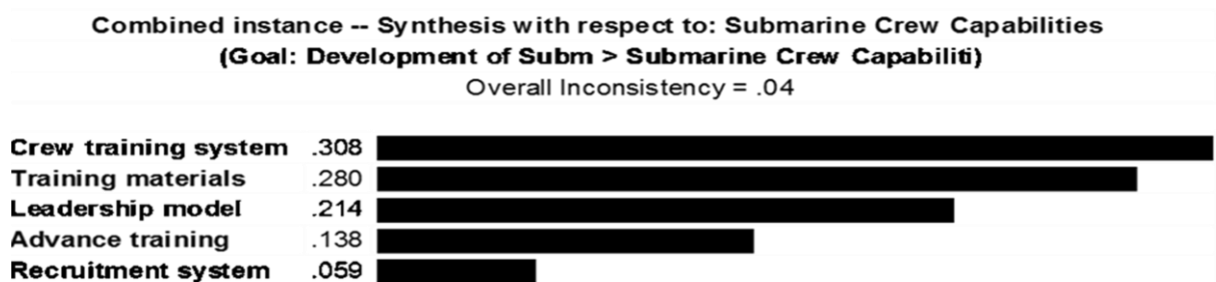 Combined instance -- Synthesis with respect to: Submarine Crew Capabilities
(Goal: Development of Subm > Submarine Crew Capabiliti)
Overall Inconsistency = .04
Crew training system .308
Training materials .280
Leadership model .214
Advance training .138
Recruitment system .059